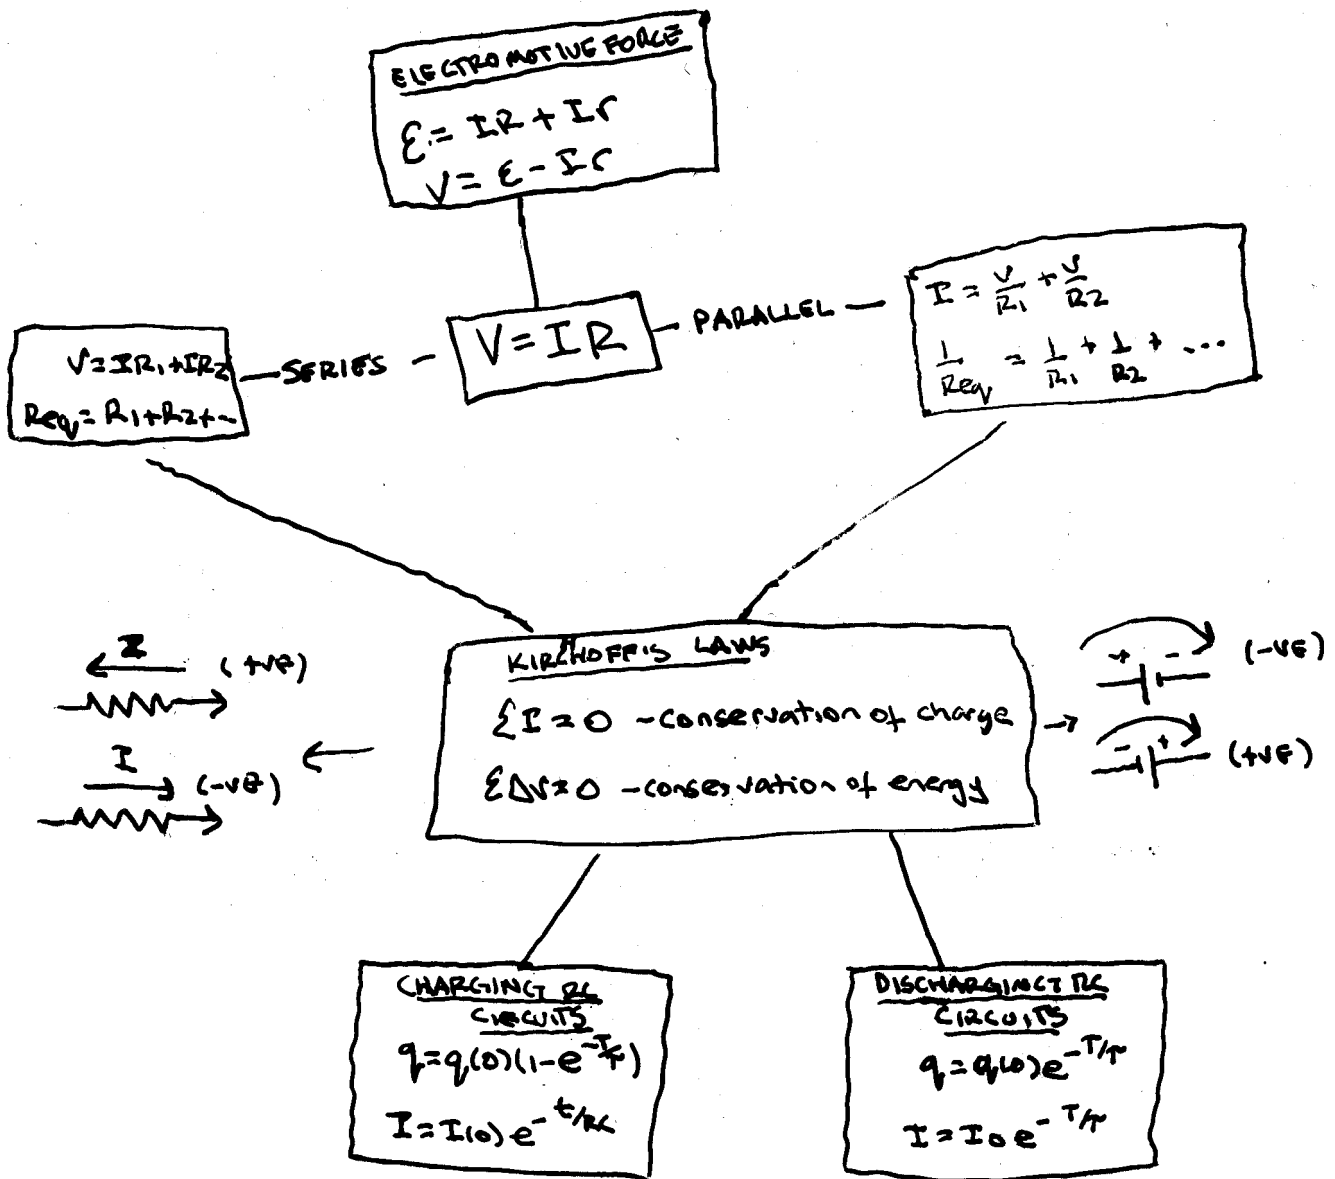 ELECTROMOTIVE FORCE
Ɛ = IR + Ir
V = ε - Ir
V = IR
SERIES
V = IR1 + IR2
Req = R1 + R2 + ...
PARALLEL
I = V/R1 + V/R2
1/Req = 1/R1 + 1/R2 + ...
KIRCHOFF'S LAWS
ΣI = 0 - conservation of charge
ΣΔV = 0 - conservation of energy
I (+VE)
I (-VE)
+ - (-VE)
- + (+VE)
CHARGING RC
CIRCUITS
q = q(0)(1 - e^-T/τ)
I = I(0) e^-t/RC
DISCHARGING RC
CIRCUITS
q = q(0) e^-T/τ
I = I0 e^-T/τ